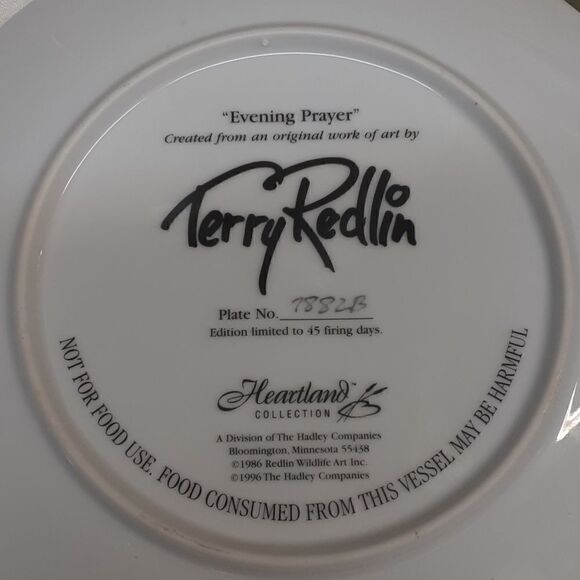 "Evening Prayer"
Created from an original work of art by
Terry Redlin
Plate No. 7882B
Edition limited to 45 firing days.
Heartland™
COLLECTION
A Division of The Hadley Companies
Bloomington, Minnesota 55438
©1986 Redlin Wildlife Art Inc.
©1996 The Hadley Companies
NOT FOR FOOD USE. FOOD CONSUMED FROM THIS VESSEL MAY BE HARMFUL